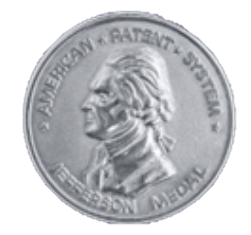 ★ AMERICAN ★ PATENT ★ SYSTEM ★
JEFFERSON MEDAL